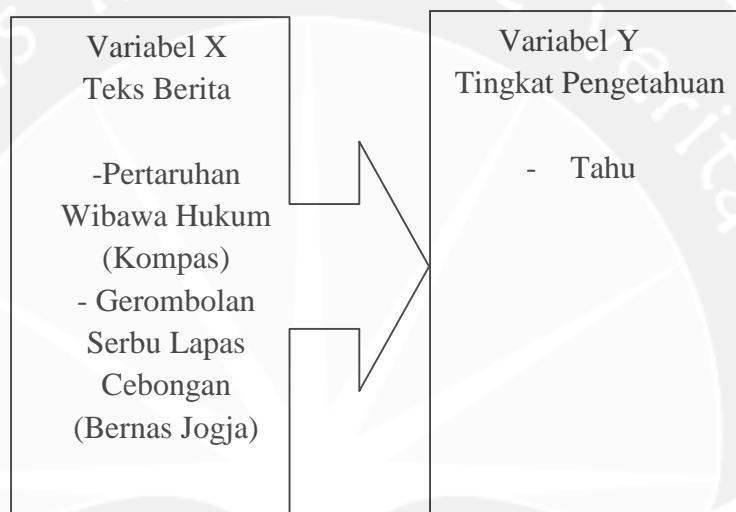 Variabel X
Teks Berita
-Pertaruhan
Wibawa Hukum
(Kompas)
- Gerombolan
Serbu Lapas
Cebongan
(Bernas Jogja)
Variabel Y
Tingkat Pengetahuan
- Tahu